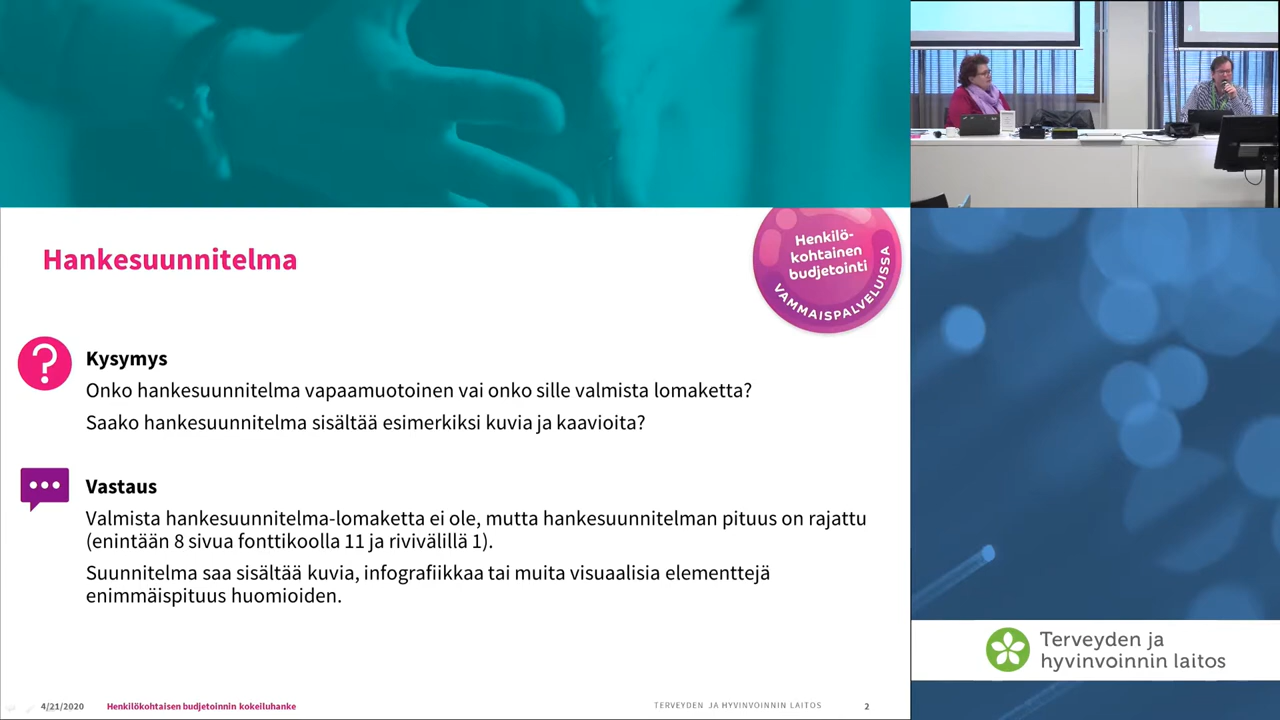 Hankesuunnitelma
Henkilö-
kohtainen
budjetointi
VAMMAISPALVELUISSA
Kysymys
Onko hankesuunnitelma vapaamuotoinen vai onko sille valmista lomaketta?
Saako hankesuunnitelma sisältää esimerkiksi kuvia ja kaavioita?
Vastaus
Valmista hankesuunnitelma-lomaketta ei ole, mutta hankesuunnitelman pituus on rajattu
(enintään 8 sivua fonttikoolla 11 ja rivivälillä 1).
Suunnitelma saa sisältää kuvia, infografiikkaa tai muita visuaalisia elementtejä
enimmäispituus huomioiden.
4/21/2020 Henkilökohtaisen budjetoinnin kokeiluhanke TERVEYDEN JA HYVINVOINNIN LAITOS 2
Terveyden ja
hyvinvoinnin laitos